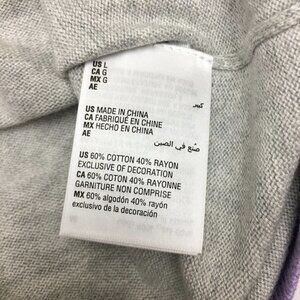 US L
CA G
MX G
AE كبير
US MADE IN CHINA
CA FABRIQUÉ EN CHINE
MX HECHO EN CHINA
AE صنع في الصين
US 60% COTTON 40% RAYON
EXCLUSIVE OF DECORATION
CA 60% COTON 40% RAYONNE
GARNITURE NON COMPRISE
MX 60% algodón 40% rayón
exclusivo de la decoración